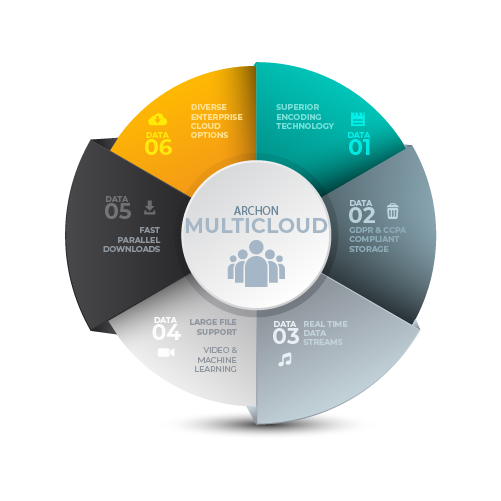 ARCHON
MULTICLOUD
SUPERIOR
ENCODING
TECHNOLOGY
DATA
01
DATA
02
GDPR & CCPA
COMPLIANT
STORAGE
DATA
03
REAL TIME
DATA
STREAMS
DATA
04
LARGE FILE
SUPPORT
VIDEO &
MACHINE
LEARNING
DATA
05
FAST
PARALLEL
DOWNLOADS
DATA
06
DIVERSE
ENTERPRISE
CLOUD
OPTIONS